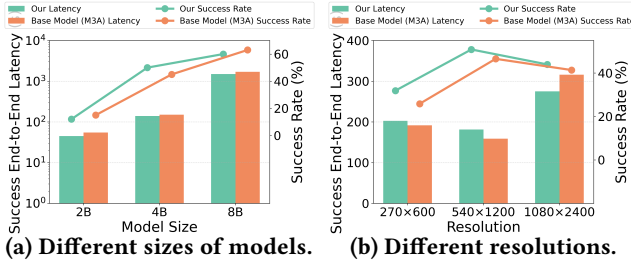 Our Latency
Our Success Rate
Base Model (M3A) Latency
Base Model (M3A) Success Rate
Success End-to-End Latency
10^4
10^3
10^2
10^1
10^0
60
40
20
0
Success Rate (%)
2B 4B 8B
Model Size
(a) Different sizes of models.
Our Latency
Our Success Rate
Base Model (M3A) Latency
Base Model (M3A) Success Rate
Success End-to-End Latency
400
300
200
100
0
40
20
0
Success Rate (%)
270×600 540×1200 1080×2400
Resolution
(b) Different resolutions.